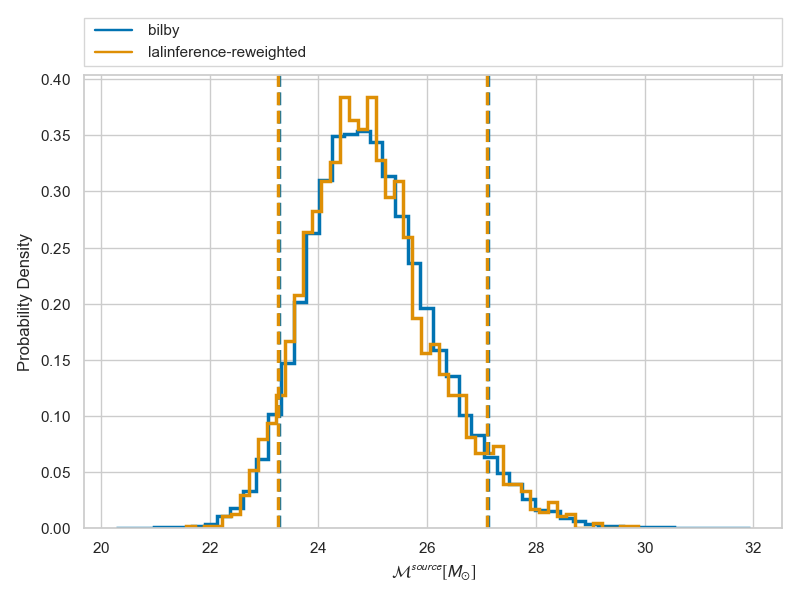 bilby
lalinference-reweighted
0.40
0.35
0.30
0.25
0.20
0.15
0.10
0.05
0.00
Probability Density
20 22 24 26 28 30 32
ℳ^source[M_⊙]